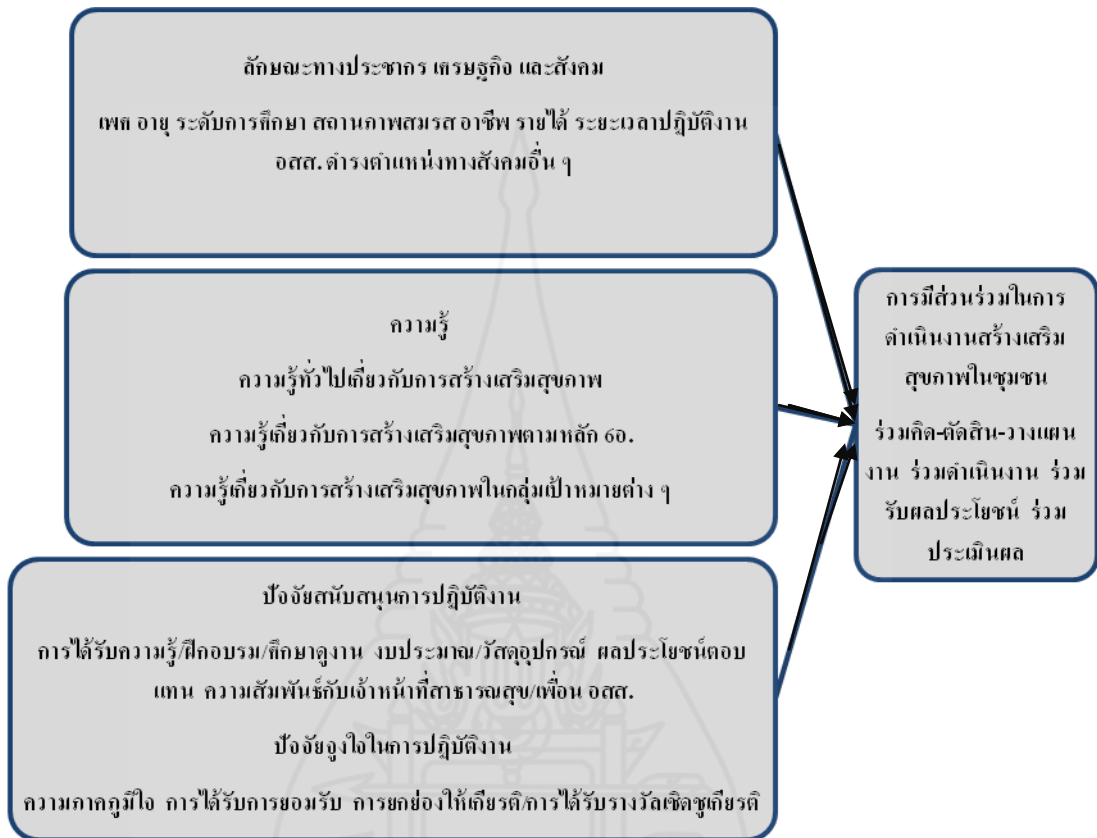 ลักษณะทางประชากร เศรษฐกิจ และสังคม
เพศ อายุ ระดับการศึกษา สถานภาพสมรส อาชีพ รายได้ ระยะเวลาปฏิบัติงาน
อสส. ดำรงตำแหน่งทางสังคมอื่น ๆ
ความรู้
ความรู้ทั่วไปเกี่ยวกับการสร้างเสริมสุขภาพ
ความรู้เกี่ยวกับการสร้างเสริมสุขภาพตามหลัก 6อ.
ความรู้เกี่ยวกับการสร้างเสริมสุขภาพในกลุ่มเป้าหมายต่าง ๆ
ปัจจัยสนับสนุนการปฏิบัติงาน
การได้รับความรู้/ฝึกอบรม/ศึกษาดูงาน งบประมาณ/วัสดุอุปกรณ์ ผลประโยชน์ตอบ
แทน ความสัมพันธ์กับเจ้าหน้าที่สาธารณสุข/เพื่อน อสส.
ปัจจัยจูงใจในการปฏิบัติงาน
ความภาคภูมิใจ การได้รับการยอมรับ การยกย่องให้เกียรติ/การได้รับรางวัลเชิดชูเกียรติ
การมีส่วนร่วมในการ
ดำเนินงานสร้างเสริม
สุขภาพในชุมชน
ร่วมคิด-ตัดสิน-วางแผน
งาน ร่วมดำเนินงาน ร่วม
รับผลประโยชน์ ร่วม
ประเมินผล